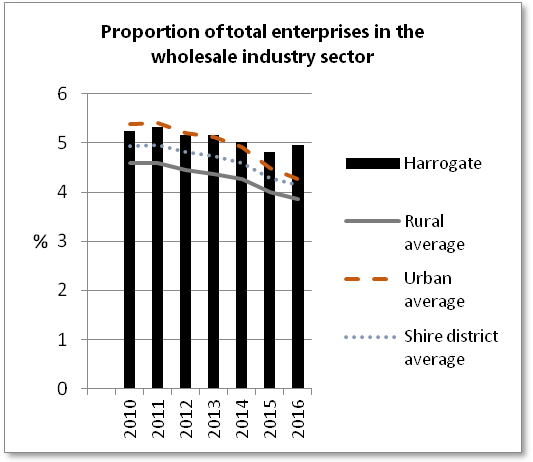 Proportion of total enterprises in the
wholesale industry sector
6
5
4
% 3
2
1
0
2010
2011
2012
2013
2014
2015
2016
Harrogate
Rural
average
Urban
average
Shire district
average